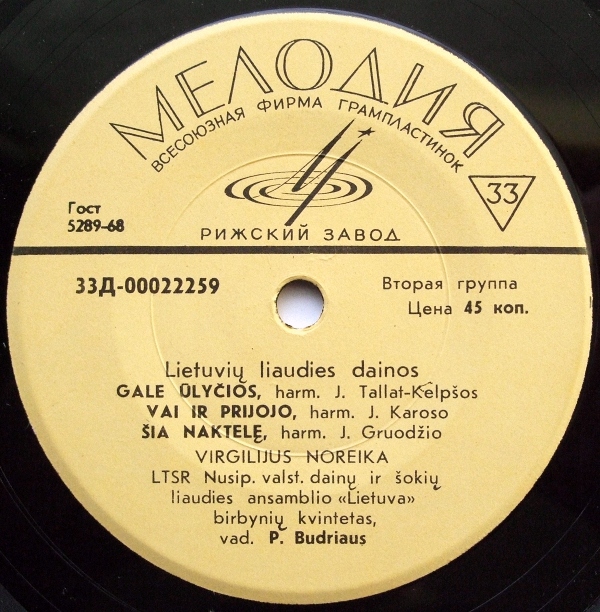 МЕЛОДИЯ
ВСЕСОЮЗНАЯ ФИРМА ГРАМПЛАСТИНОК
33
Гост
5289-68
РИЖСКИЙ ЗАВОД
33Д-00022259
Вторая группа
Цена 45 коп.
Lietuvių liaudies dainos
GALE ŪLYČIOS, harm. J. Tallat-Kėlpšos
VAI IR PRIJOJO, harm. J. Karoso
ŠIA NAKTELĘ, harm. J. Gruodžio
VIRGILIJUS NOREIKA
LTSR Nusip. valst. dainų ir šokių
liaudies ansamblio «Lietuva»
birbynių kvintetas,
vad. P. Budriaus